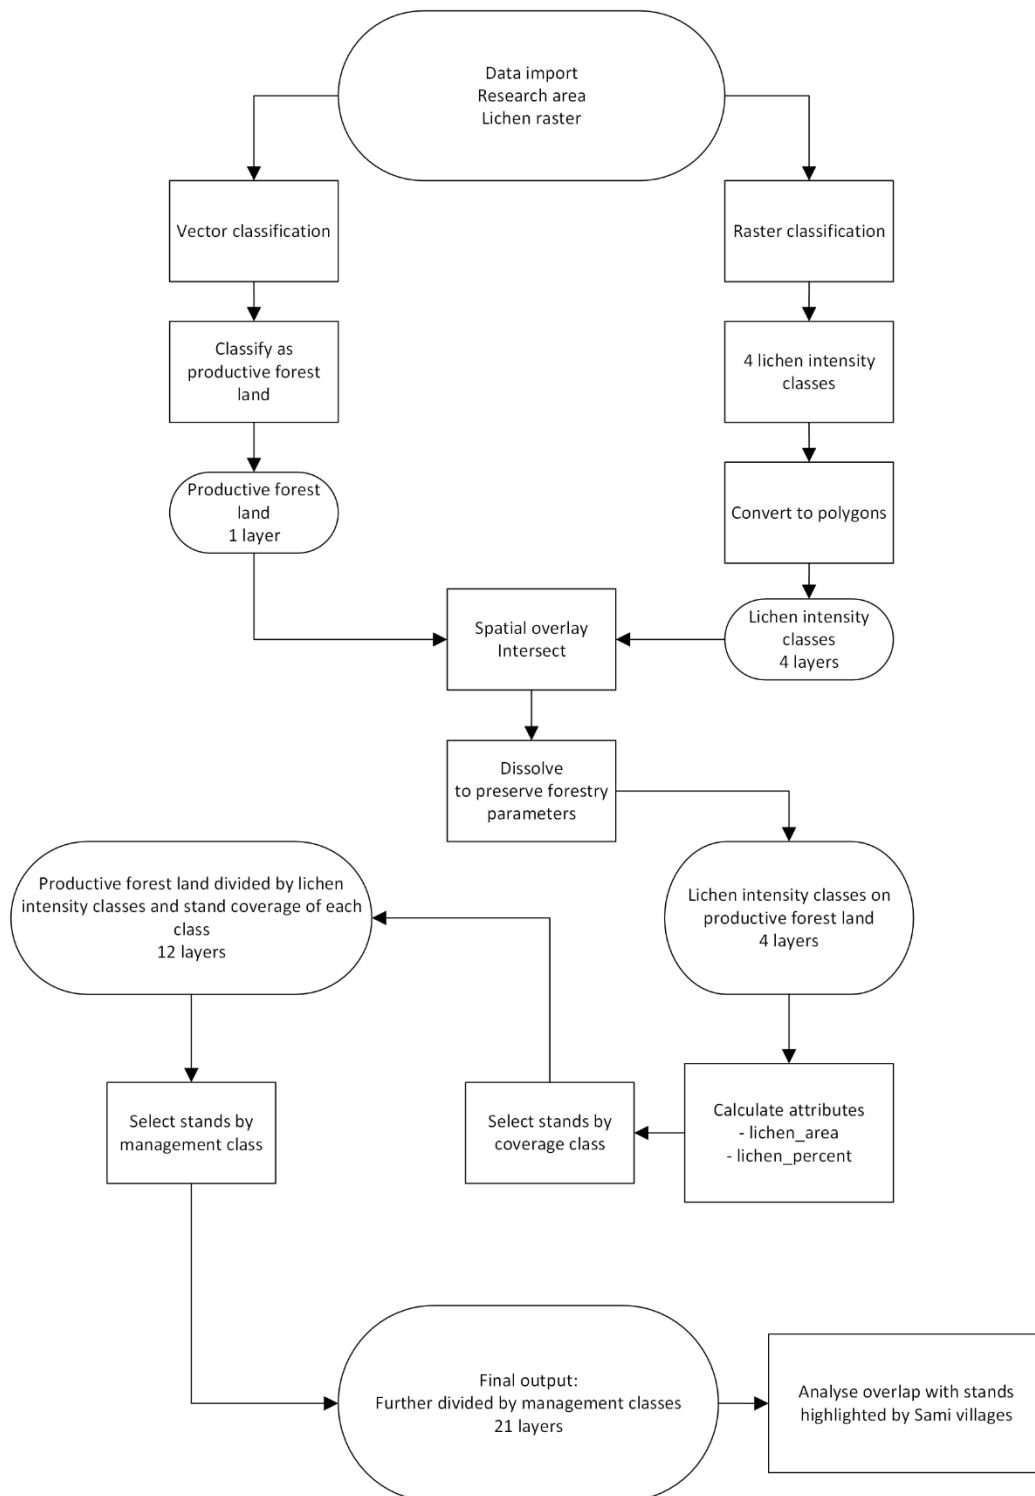 Data import
Research area
Lichen raster
Vector classification
Raster classification
Classify as
productive forest
land
4 lichen intensity
classes
Productive forest
land
1 layer
Convert to polygons
Spatial overlay
Intersect
Lichen intensity
classes
4 layers
Dissolve
to preserve forestry
parameters
Productive forest land divided by lichen
intensity classes and stand coverage of each
class
12 layers
Lichen intensity classes on
productive forest land
4 layers
Select stands by
management class
Select stands by
coverage class
Calculate attributes
- lichen_area
- lichen_percent
Final output:
Further divided by management classes
21 layers
Analyse overlap with stands
highlighted by Sami villages